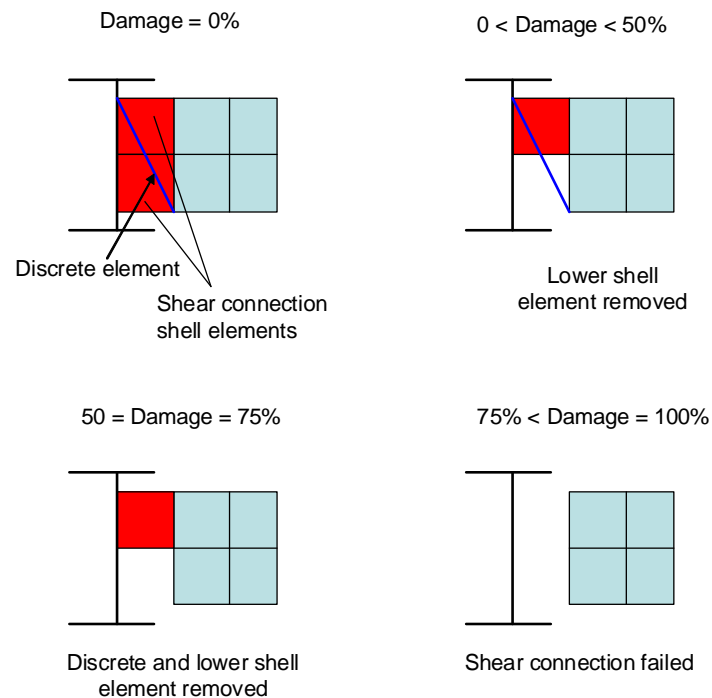 Damage = 0%
0 < Damage < 50%
Discrete element
Shear connection
shell elements
Lower shell
element removed
50 = Damage = 75%
75% < Damage = 100%
Discrete and lower shell
element removed
Shear connection failed